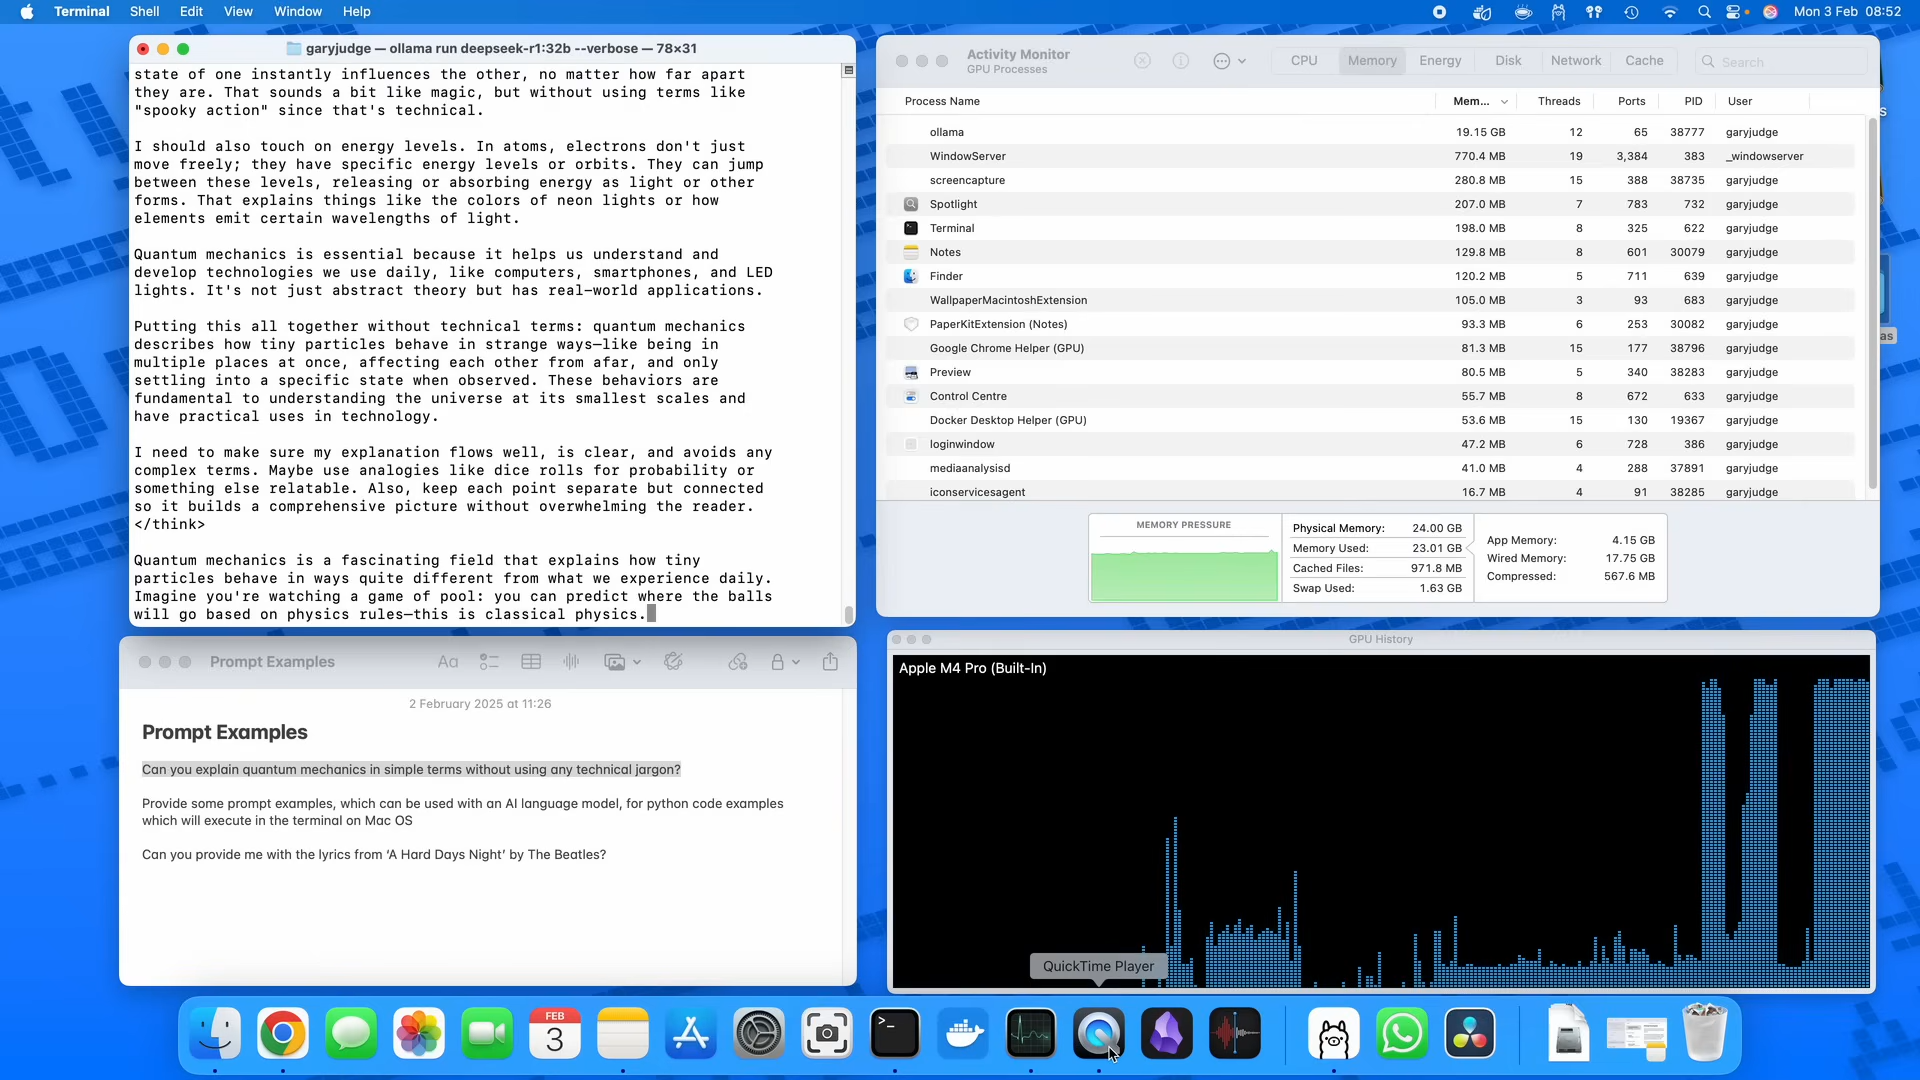 Terminal Shell Edit View Window Help Mon 3 Feb 08:52
garyjudge — ollama run deepseek-r1:32b --verbose — 78×31
state of one instantly influences the other, no matter how far apart
they are. That sounds a bit like magic, but without using terms like
"spooky action" since that's technical.
I should also touch on energy levels. In atoms, electrons don't just
move freely; they have specific energy levels or orbits. They can jump
between these levels, releasing or absorbing energy as light or other
forms. That explains things like the colors of neon lights or how
elements emit certain wavelengths of light.
Quantum mechanics is essential because it helps us understand and
develop technologies we use daily, like computers, smartphones, and LED
lights. It's not just abstract theory but has real-world applications.
Putting this all together without technical terms: quantum mechanics
describes how tiny particles behave in strange ways—like being in
multiple places at once, affecting each other from afar, and only
settling into a specific state when observed. These behaviors are
fundamental to understanding the universe at its smallest scales and
have practical uses in technology.
I need to make sure my explanation flows well, is clear, and avoids any
complex terms. Maybe use analogies like dice rolls for probability or
something else relatable. Also, keep each point separate but connected
so it builds a comprehensive picture without overwhelming the reader.
</think>
Quantum mechanics is a fascinating field that explains how tiny
particles behave in ways quite different from what we experience daily.
Imagine you're watching a game of pool: you can predict where the balls
will go based on physics rules—this is classical physics.
Activity Monitor
GPU Processes
CPU Memory Energy Disk Network Cache Search
Process Name Mem... Threads Ports PID User
ollama 19.15 GB 12 65 38777 garyjudge
WindowServer 770.4 MB 19 3,384 383 _windowserver
screencapture 280.8 MB 15 388 38735 garyjudge
Spotlight 207.0 MB 7 783 732 garyjudge
Terminal 198.0 MB 8 325 622 garyjudge
Notes 129.8 MB 8 601 30079 garyjudge
Finder 120.2 MB 5 711 639 garyjudge
WallpaperMacintoshExtension 105.0 MB 3 93 683 garyjudge
PaperKitExtension (Notes) 93.3 MB 6 253 30082 garyjudge
Google Chrome Helper (GPU) 81.3 MB 15 177 38796 garyjudge
Preview 80.5 MB 5 340 38283 garyjudge
Control Centre 55.7 MB 8 672 633 garyjudge
Docker Desktop Helper (GPU) 53.6 MB 15 130 19367 garyjudge
loginwindow 47.2 MB 6 728 386 garyjudge
mediaanalysisd 41.0 MB 4 288 37891 garyjudge
iconservicesagent 16.7 MB 4 91 38285 garyjudge
MEMORY PRESSURE
Physical Memory: 24.00 GB
Memory Used: 23.01 GB
Cached Files: 971.8 MB
Swap Used: 1.63 GB
App Memory: 4.15 GB
Wired Memory: 17.75 GB
Compressed: 567.6 MB
s
as
Prompt Examples
Aa
2 February 2025 at 11:26
Prompt Examples
Can you explain quantum mechanics in simple terms without using any technical jargon?
Provide some prompt examples, which can be used with an AI language model, for python code examples
which will execute in the terminal on Mac OS
Can you provide me with the lyrics from ‘A Hard Days Night’ by The Beatles?
GPU History
Apple M4 Pro (Built-In)
QuickTime Player
FEB
3